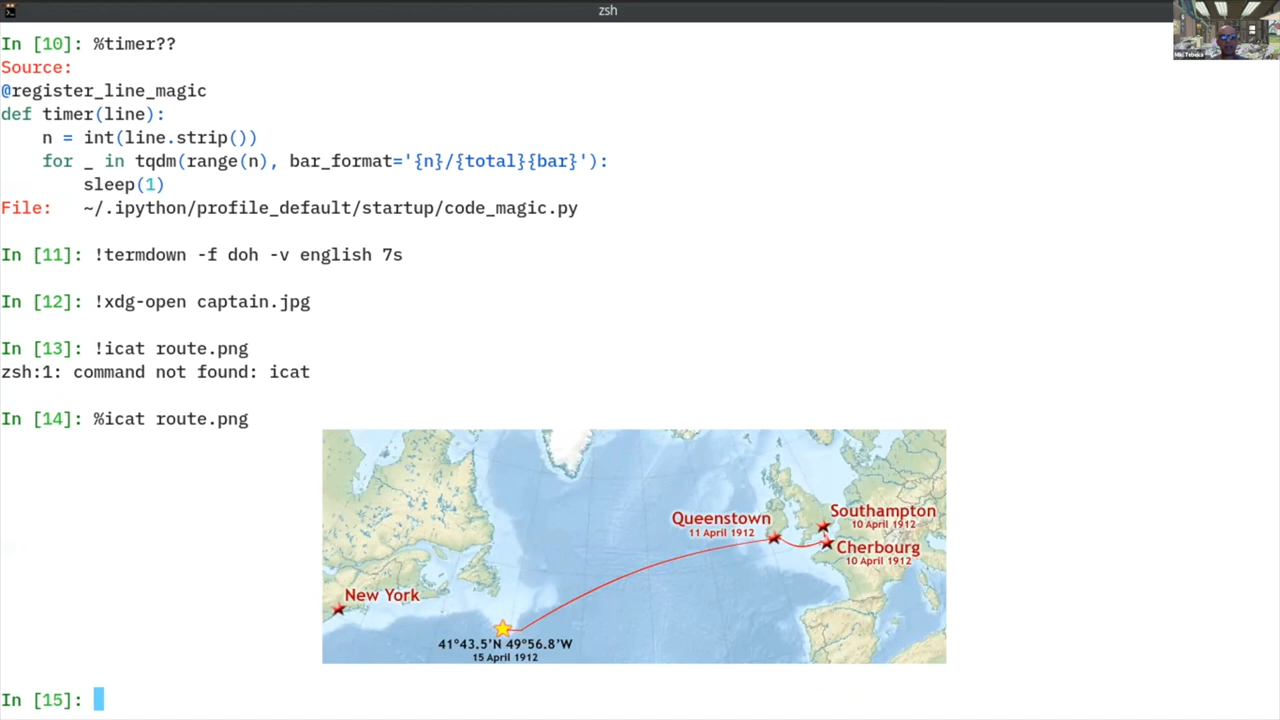 zsh
Miki Tebeka
In [10]: %timer??
Source:
@register_line_magic
def timer(line):
    n = int(line.strip())
    for _ in tqdm(range(n), bar_format='{n}/{total}{bar}'):
        sleep(1)
File:   ~/.ipython/profile_default/startup/code_magic.py
In [11]: !termdown -f doh -v english 7s
In [12]: !xdg-open captain.jpg
In [13]: !icat route.png
zsh:1: command not found: icat
In [14]: %icat route.png
Southampton
10 April 1912
Queenstown
11 April 1912
Cherbourg
10 April 1912
New York
41°43.5'N 49°56.8'W
15 April 1912
In [15]: